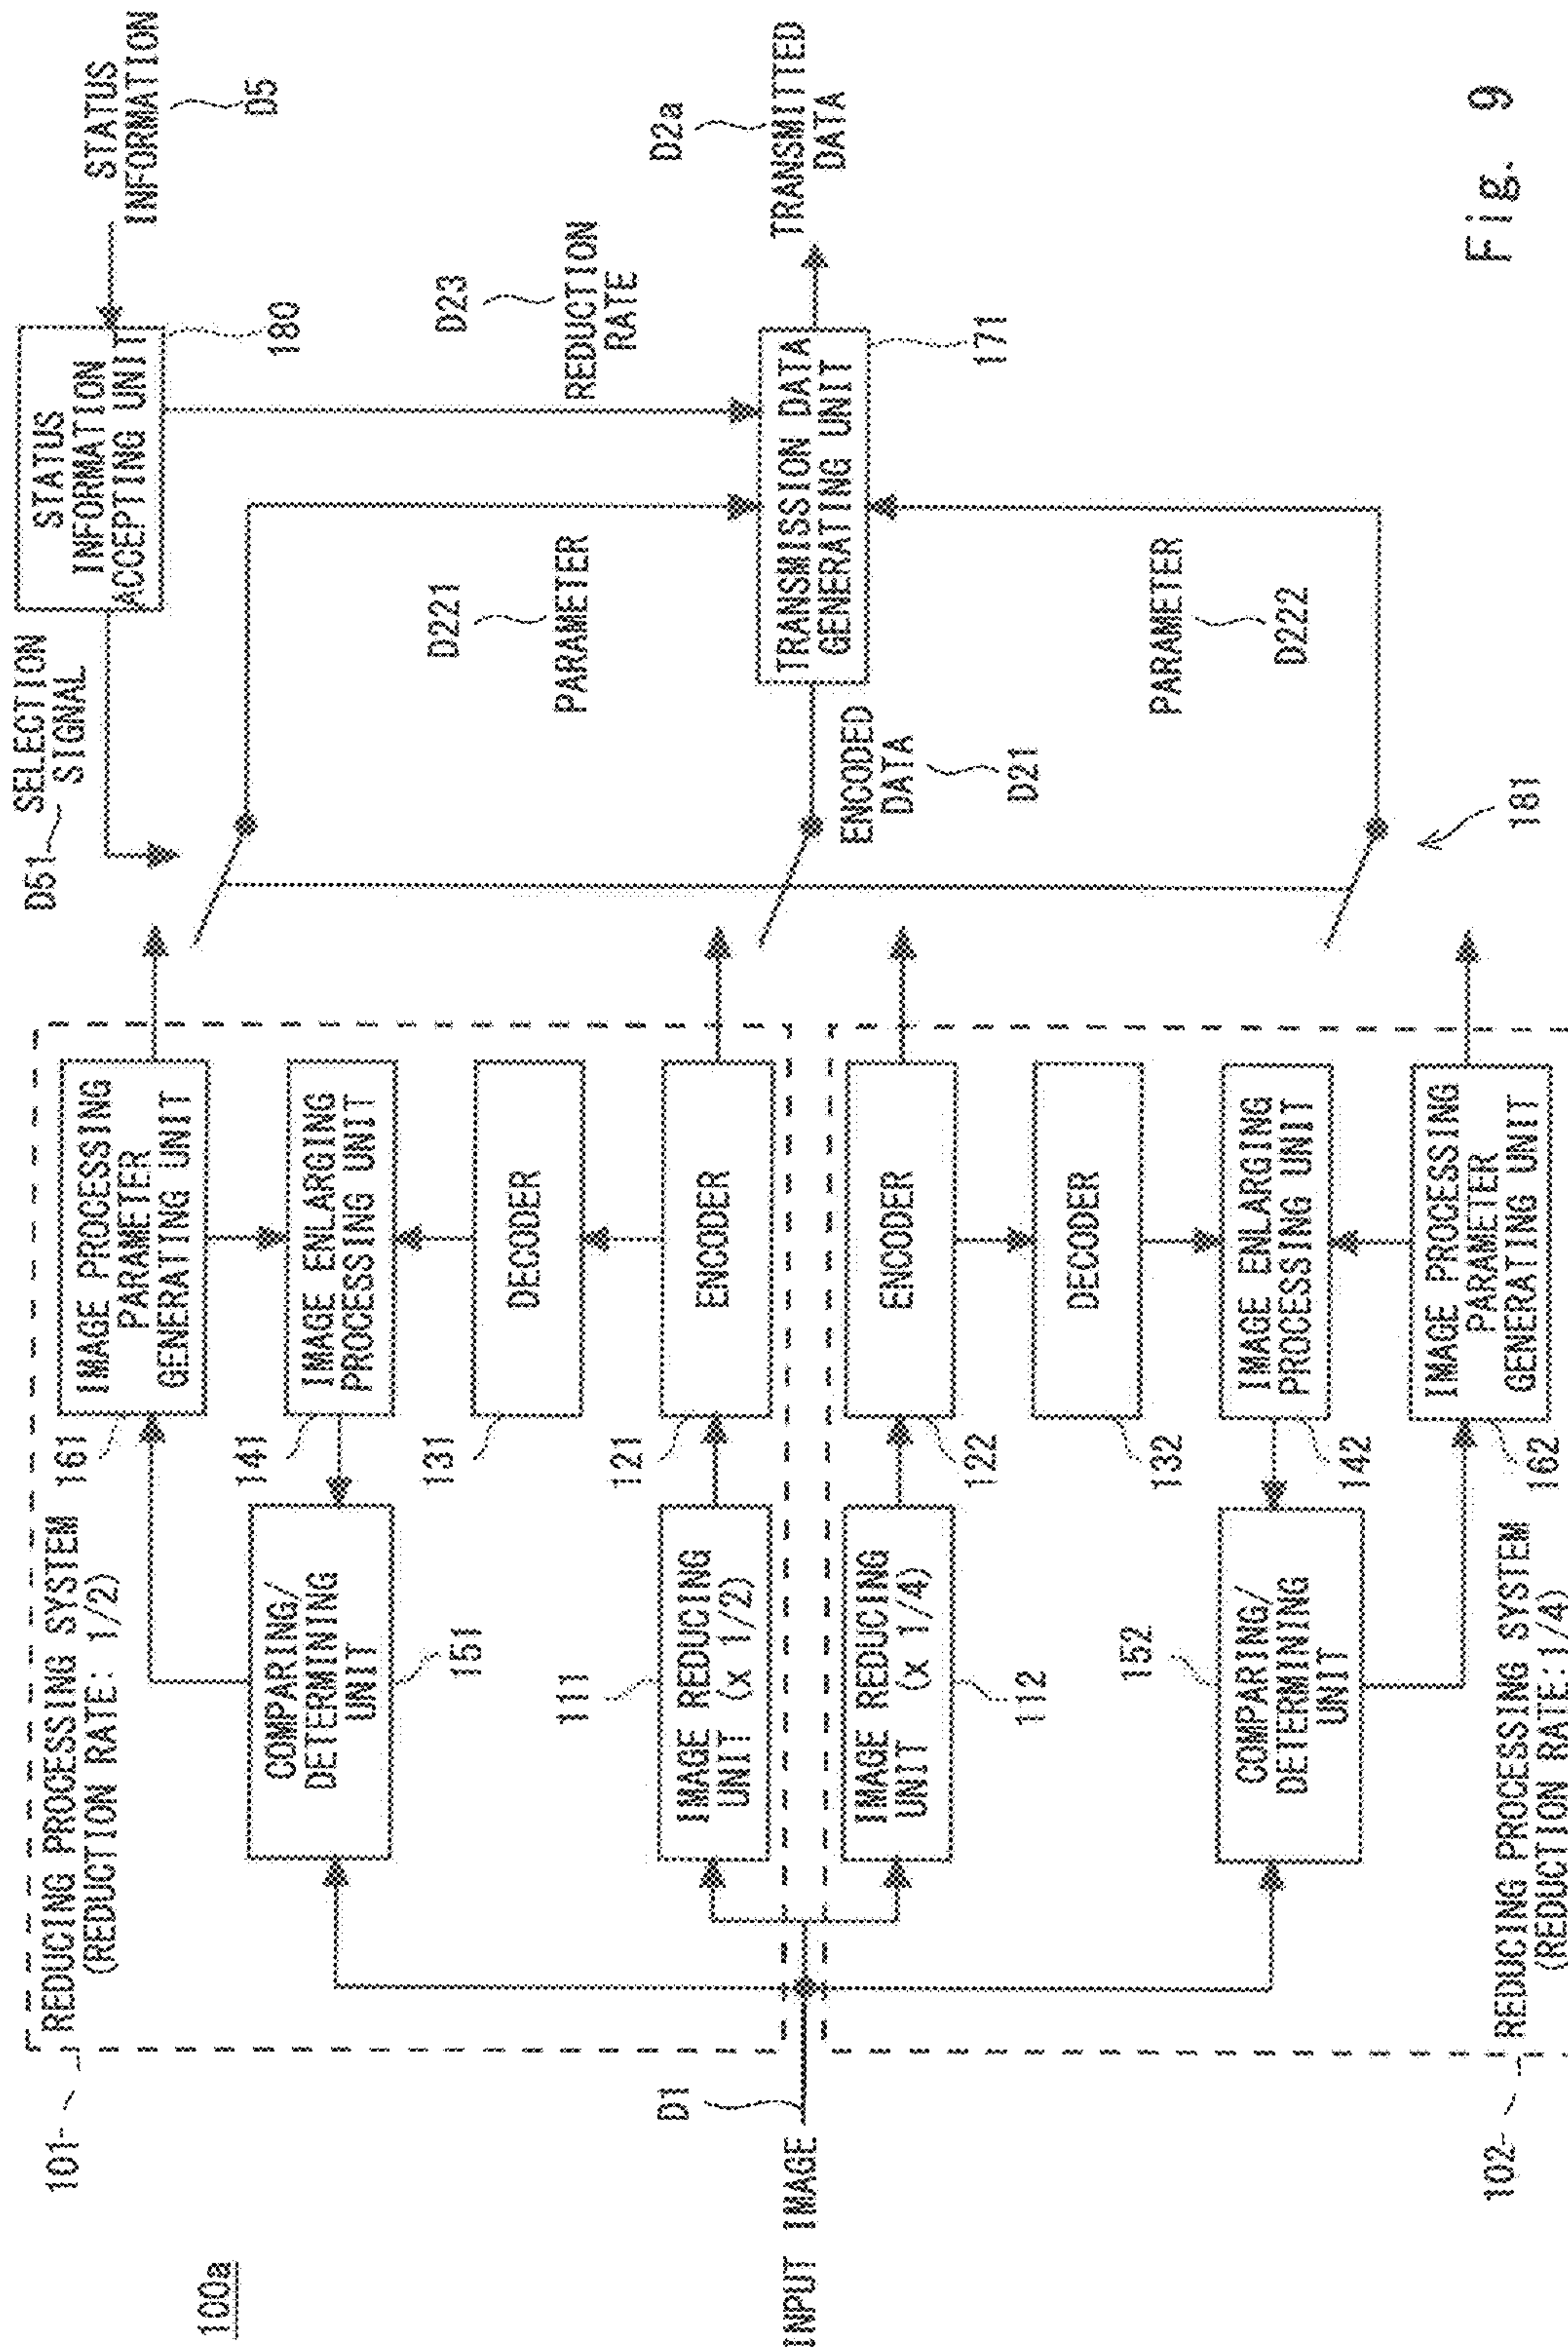 100a
101
REDUCING PROCESSING SYSTEM
(REDUCTION RATE: 1/2)
161
IMAGE PROCESSING
PARAMETER
GENERATING UNIT
D51
SELECTION
SIGNAL
STATUS
INFORMATION
ACCEPTING UNIT
180
STATUS
INFORMATION
D5
COMPARING/
DETERMINING
UNIT
151
141
IMAGE ENLARGING
PROCESSING UNIT
131
DECODER
D221
PARAMETER
D23
REDUCTION
RATE
111
IMAGE REDUCING
UNIT (x 1/2)
121
ENCODER
INPUT IMAGE
D1
ENCODED
DATA
D21
TRANSMISSION DATA
GENERATING UNIT
171
D2a
TRANSMITTED
DATA
IMAGE REDUCING
UNIT (x 1/4)
112
ENCODER
122
DECODER
132
PARAMETER
D222
152
COMPARING/
DETERMINING
UNIT
IMAGE ENLARGING
PROCESSING UNIT
142
IMAGE PROCESSING
PARAMETER
GENERATING UNIT
162
181
102
REDUCING PROCESSING SYSTEM
(REDUCTION RATE:1/4)
Fig. 9